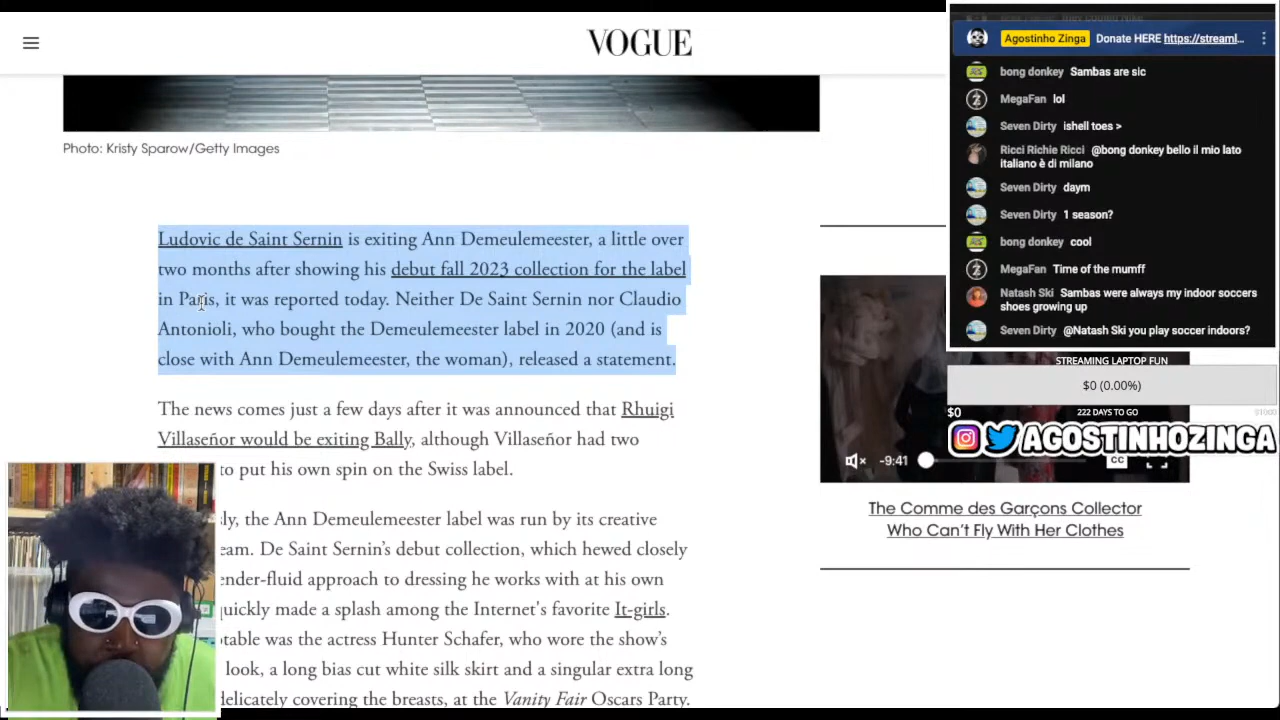 VOGUE
Photo: Kristy Sparow/Getty Images
Ludovic de Saint Sernin is exiting Ann Demeulemeester, a little over
two months after showing his debut fall 2023 collection for the label
in Paris, it was reported today. Neither De Saint Sernin nor Claudio
Antonioli, who bought the Demeulemeester label in 2020 (and is
close with Ann Demeulemeester, the woman), released a statement.
The news comes just a few days after it was announced that Rhuigi
Villaseñor would be exiting Bally, although Villaseñor had two
to put his own spin on the Swiss label.
the Ann Demeulemeester label was run by its creative
De Saint Sernin's debut collection, which hewed closely
approach to dressing he works with at his own
quickly made a splash among the Internet's favorite It-girls.
was the actress Hunter Schafer, who wore the show's
look, a long bias cut white silk skirt and a singular extra long
delicately covering the breasts, at the Vanity Fair Oscars Party.
Agostinho Zinga Donate HERE https://streaml...
bong donkey Sambas are sic
MegaFan lol
Seven Dirty ishell toes >
Ricci Richie Ricci @bong donkey bello il mio lato
italiano è di milano
Seven Dirty daym
Seven Dirty 1 season?
bong donkey cool
MegaFan Time of the mumff
Natash Ski Sambas were always my indoor soccers
shoes growing up
Seven Dirty @Natash Ski you play soccer indoors?
STREAMING LAPTOP FUN
$0 (0.00%)
$0 222 DAYS TO GO
@AGOSTINHOZINGA
-9:41 CC
The Comme des Garçons Collector
Who Can't Fly With Her Clothes